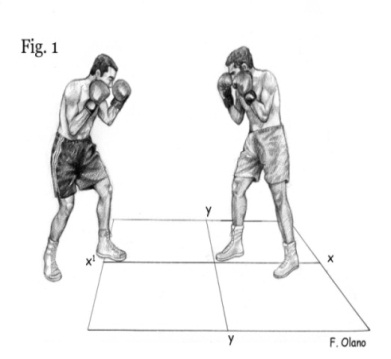 Fig. 1
y
x¹
x
y
F. Olano